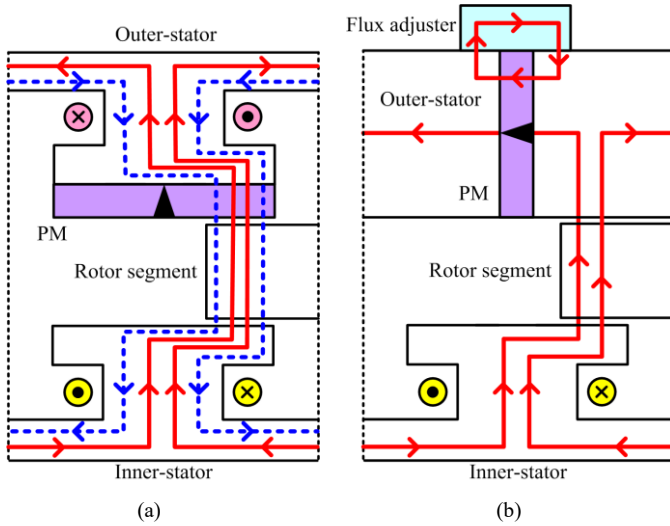 Outer-stator
PM
Rotor segment
Inner-stator
(a)
Flux adjuster
Outer-stator
PM
Rotor segment
Inner-stator
(b)